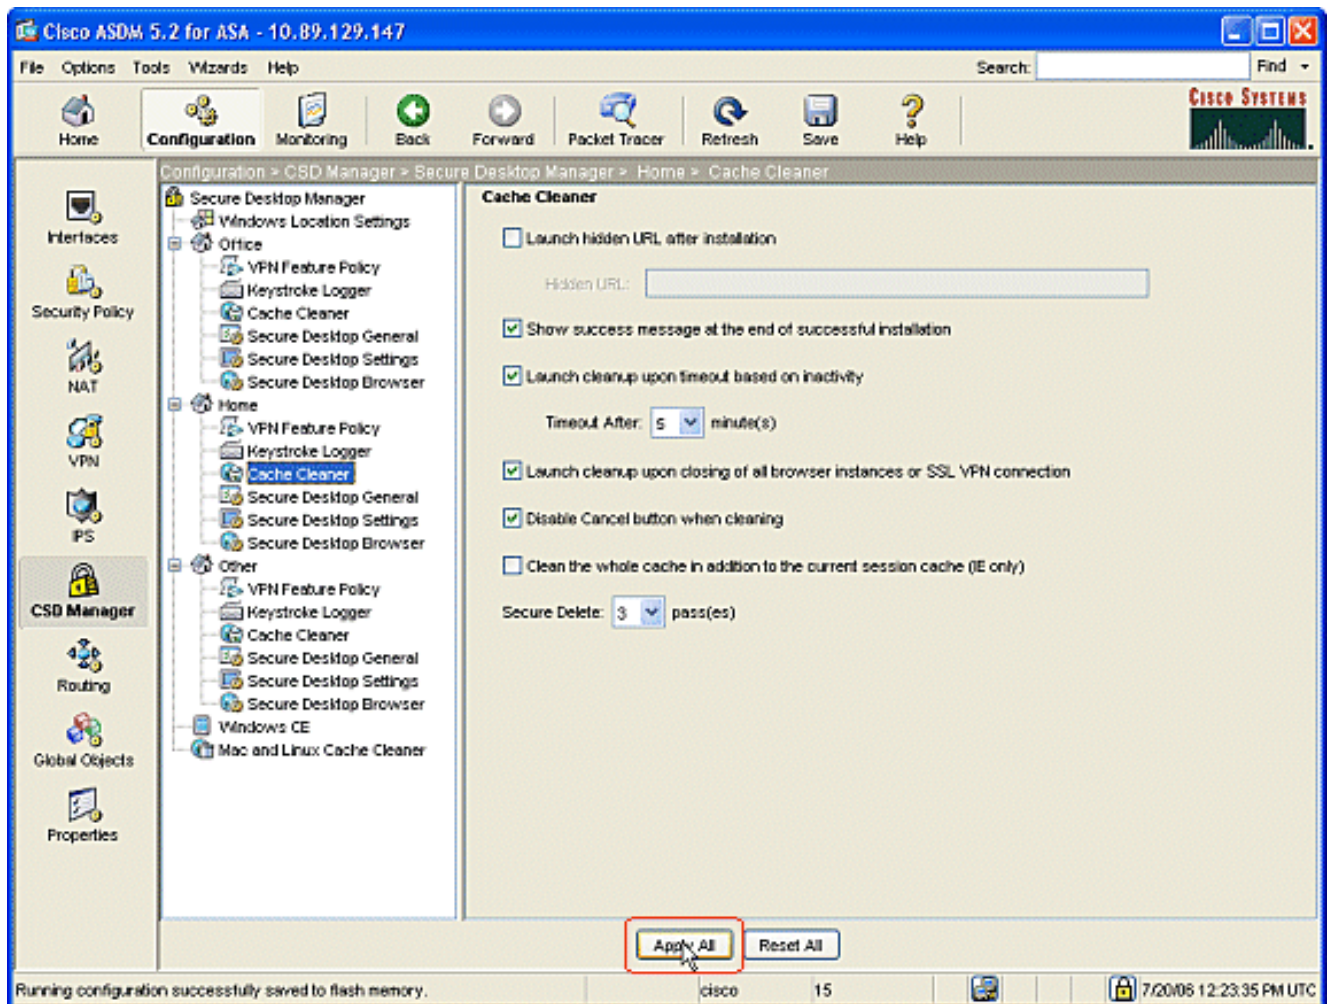 Cisco ASDM 5.2 for ASA - 10.89.129.147
File Options Tools Wizards Help Search: Find
Home Configuration Monitoring Back Forward Packet Tracer Refresh Save Help
Cisco Systems
Configuration > CSD Manager > Secure Desktop Manager > Home > Cache Cleaner
Interfaces
Security Policy
NAT
VPN
IPS
CSD Manager
Routing
Global Objects
Properties
Secure Desktop Manager
Windows Location Settings
Office
VPN Feature Policy
Keystroke Logger
Cache Cleaner
Secure Desktop General
Secure Desktop Settings
Secure Desktop Browser
Home
VPN Feature Policy
Keystroke Logger
Cache Cleaner
Secure Desktop General
Secure Desktop Settings
Secure Desktop Browser
Other
VPN Feature Policy
Keystroke Logger
Cache Cleaner
Secure Desktop General
Secure Desktop Settings
Secure Desktop Browser
Windows CE
Mac and Linux Cache Cleaner
Cache Cleaner
Launch hidden URL after installation
Hidden URL:
Show success message at the end of successful installation
Launch cleanup upon timeout based on inactivity
Timeout After: 5 minute(s)
Launch cleanup upon closing of all browser instances or SSL VPN connection
Disable Cancel button when cleaning
Clean the whole cache in addition to the current session cache (IE only)
Secure Delete: 3 pass(es)
Apply All Reset All
Running configuration successfully saved to flash memory. cisco 15 7/20/06 12:23:35 PM UTC